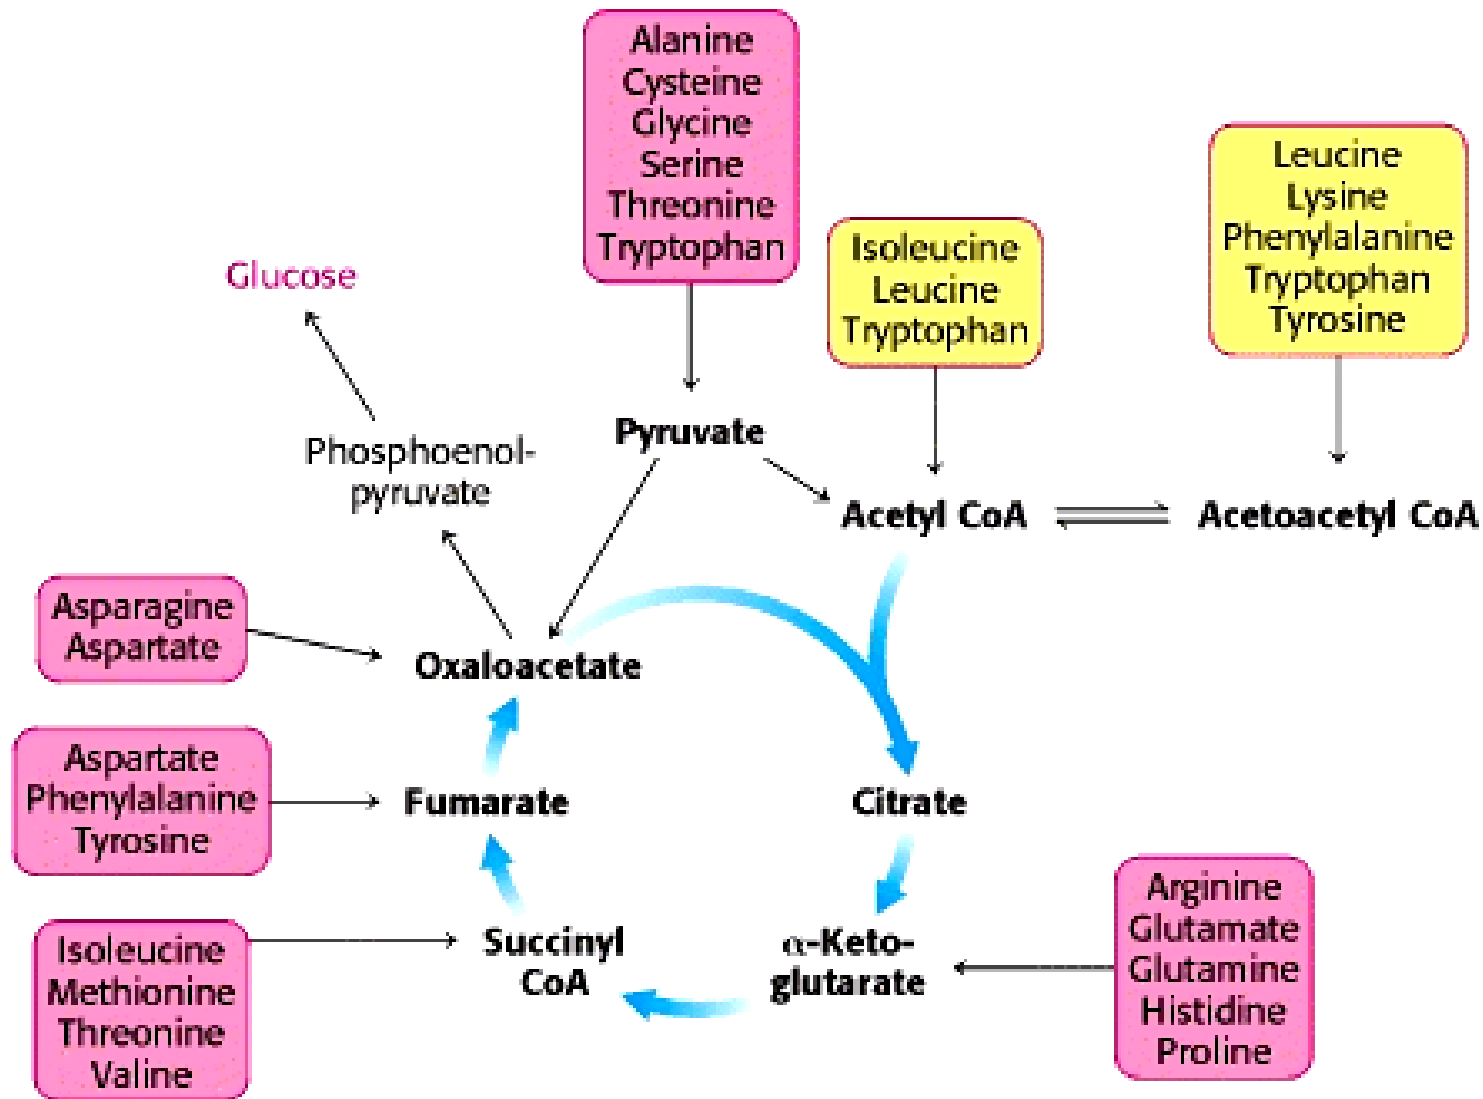 Alanine
Cysteine
Glycine
Serine
Threonine
Tryptophan
Leucine
Lysine
Phenylalanine
Tryptophan
Tyrosine
Isoleucine
Leucine
Tryptophan
Glucose
Pyruvate
Phosphoenol-
pyruvate
Acetyl CoA
Acetoacetyl CoA
Asparagine
Aspartate
Oxaloacetate
Aspartate
Phenylalanine
Tyrosine
Fumarate
Citrate
Isoleucine
Methionine
Threonine
Valine
Succinyl
CoA
α-Keto-
glutarate
Arginine
Glutamate
Glutamine
Histidine
Proline